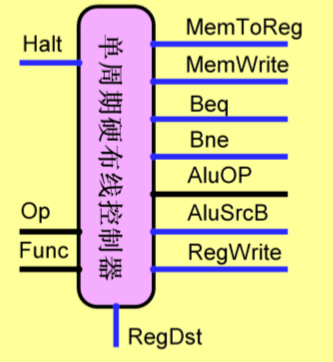 Halt
Op
Func
单周期硬布线控制器
MemToReg
MemWrite
Beq
Bne
AluOP
AluSrcB
RegWrite
RegDst